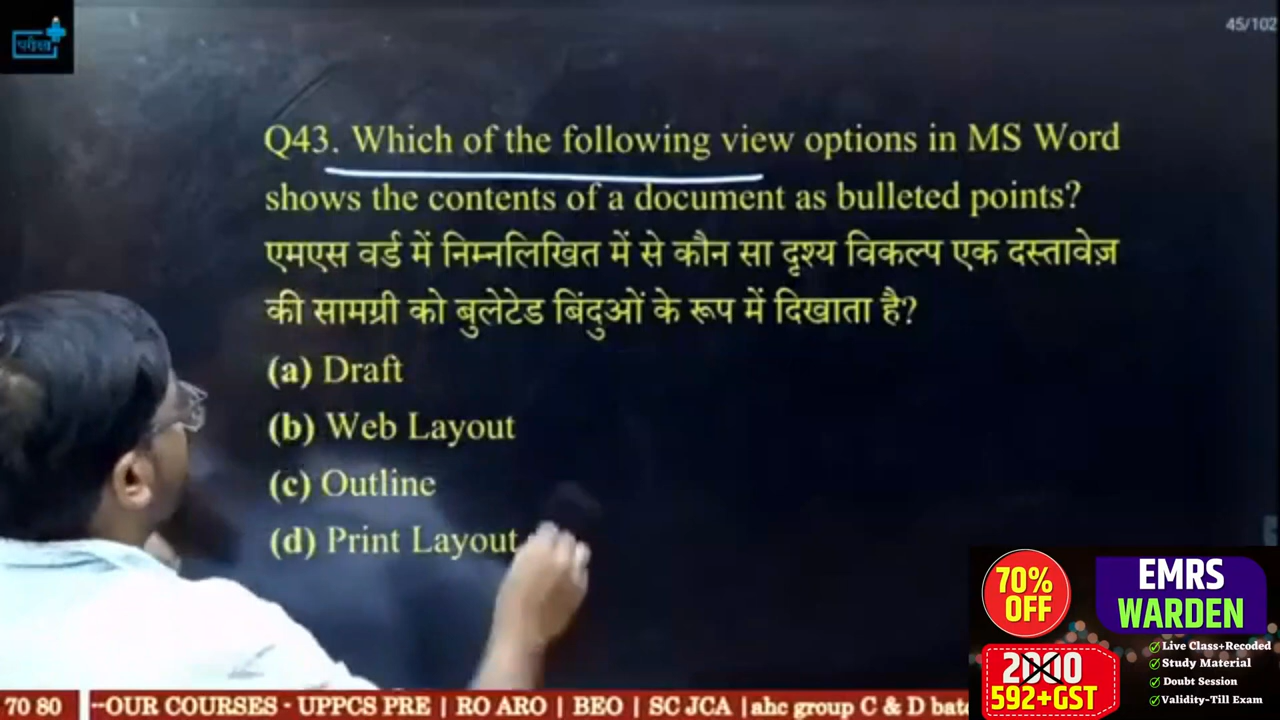 परीक्षा
45/102
Q43. Which of the following view options in MS Word
shows the contents of a document as bulleted points?
एमएस वर्ड में निम्नलिखित में से कौन सा दृश्य विकल्प एक दस्तावेज़
की सामग्री को बुलेटेड बिंदुओं के रूप में दिखाता है?
(a) Draft
(b) Web Layout
(c) Outline
(d) Print Layout
70% OFF
EMRS
WARDEN
2000
592+GST
Live Class+Recoded
Study Material
Doubt Session
Validity-Till Exam
70 80
--OUR COURSES - UPPCS PRE | RO ARO | BEO | SC JCA |ahc group C & D batc